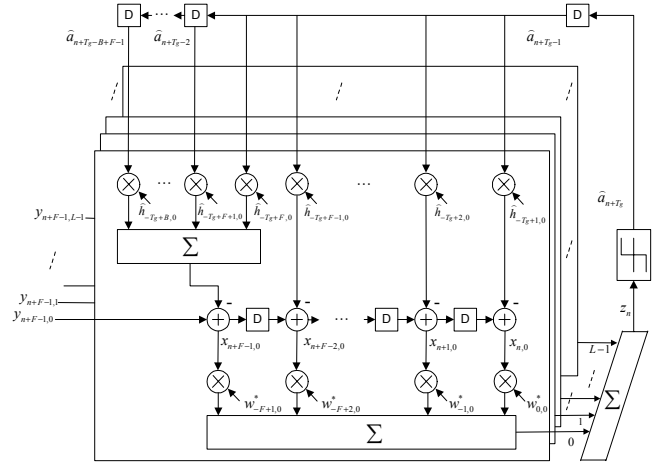 D ... D D
â_{n+T_g-B+F-1} â_{n+T_g-2} â_{n+T_g-1}
ĥ_{-T_g+B,0} ... ĥ_{-T_g+F+1,0} ĥ_{-T_g+F,0} ĥ_{-T_g+F-1,0} ... ĥ_{-T_g+2,0} ĥ_{-T_g+1,0}
â_{n+T_g}
y_{n+F-1,L-1}
Σ
y_{n+F-1,1}
y_{n+F-1,0}
- - - -
+ D + ... D + D +
x_{n+F-1,0} x_{n+F-2,0} x_{n+1,0} x_{n,0}
w*_{-F+1,0} w*_{-F+2,0} w*_{-1,0} w*_{0,0}
Σ
z_n
L-1
Σ
1
0